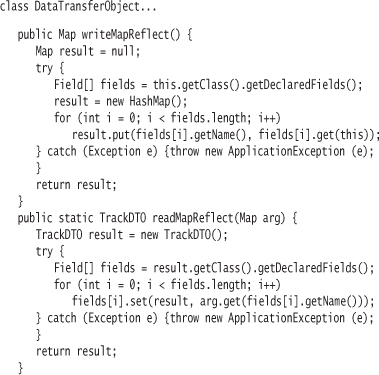 class DataTransferObject...
public Map writeMapReflect() {
Map result = null;
try {
Field[] fields = this.getClass().getDeclaredFields();
result = new HashMap();
for (int i = 0; i < fields.length; i++)
result.put(fields[i].getName(), fields[i].get(this));
} catch (Exception e) {throw new ApplicationException (e);
}
return result;
}
public static TrackDTO readMapReflect(Map arg) {
TrackDTO result = new TrackDTO();
try {
Field[] fields = result.getClass().getDeclaredFields();
for (int i = 0; i < fields.length; i++)
fields[i].set(result, arg.get(fields[i].getName()));
} catch (Exception e) {throw new ApplicationException (e);
}
return result;
}